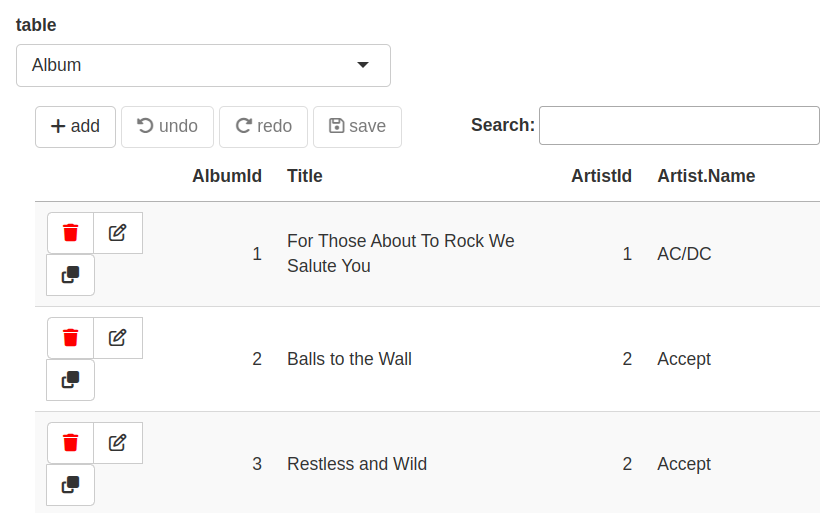 table
Album
add undo redo save Search:
AlbumId Title ArtistId Artist.Name
1 For Those About To Rock We Salute You 1 AC/DC
2 Balls to the Wall 2 Accept
3 Restless and Wild 2 Accept